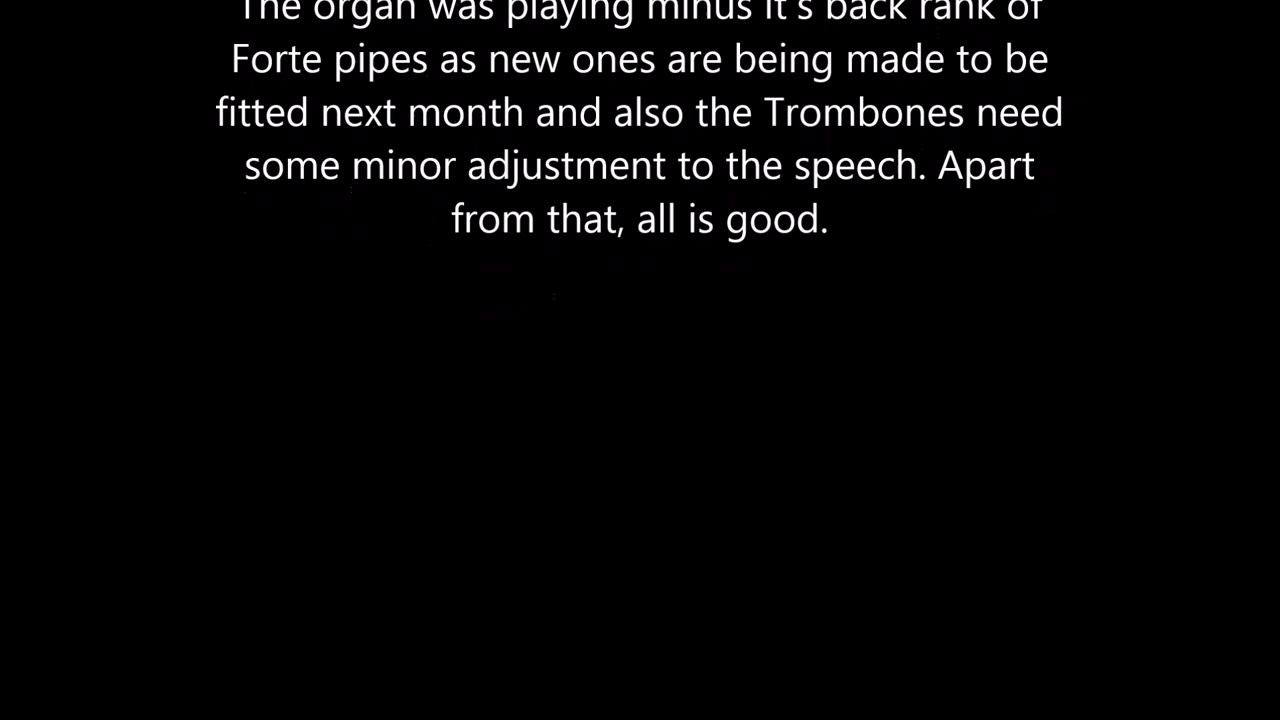 The organ was playing minus it's back rank of
Forte pipes as new ones are being made to be
fitted next month and also the Trombones need
some minor adjustment to the speech. Apart
from that, all is good.